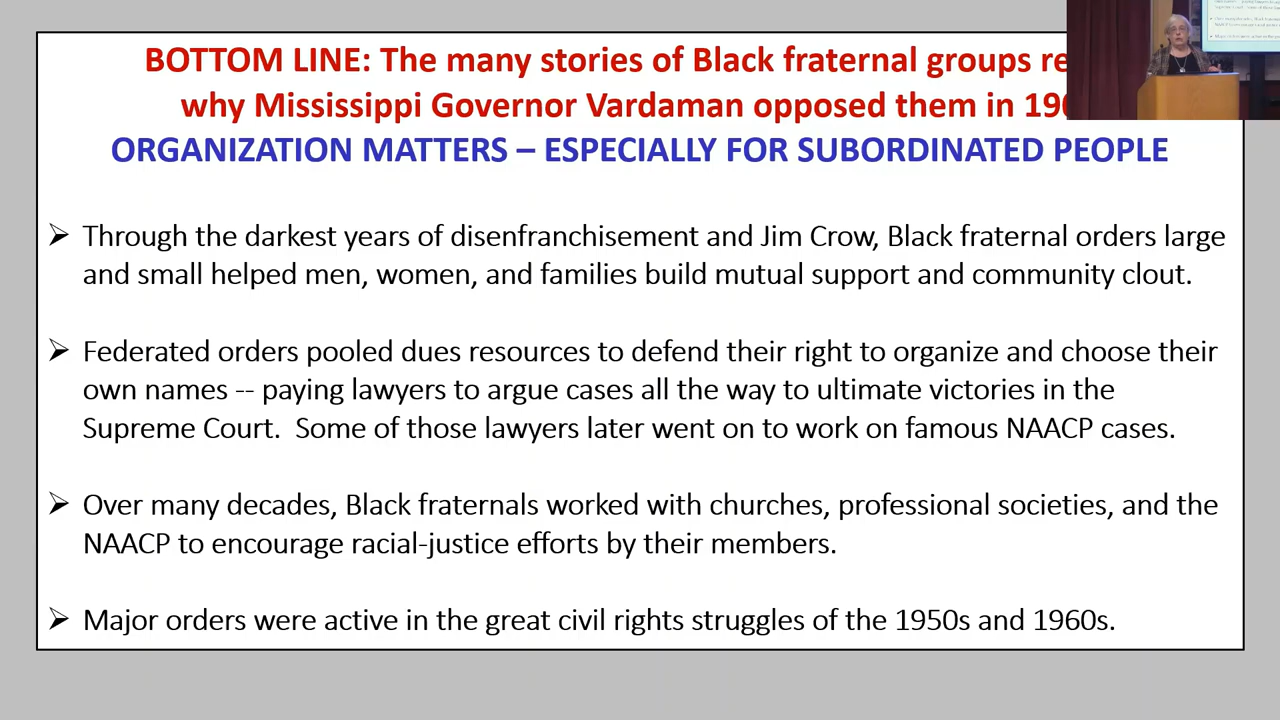 BOTTOM LINE: The many stories of Black fraternal groups
why Mississippi Governor Vardaman opposed them in
ORGANIZATION MATTERS – ESPECIALLY FOR SUBORDINATED PEOPLE
➢ Through the darkest years of disenfranchisement and Jim Crow, Black fraternal orders large
and small helped men, women, and families build mutual support and community clout.
➢ Federated orders pooled dues resources to defend their right to organize and choose their
own names -- paying lawyers to argue cases all the way to ultimate victories in the
Supreme Court.  Some of those lawyers later went on to work on famous NAACP cases.
➢ Over many decades, Black fraternals worked with churches, professional societies, and the
NAACP to encourage racial-justice efforts by their members.
➢ Major orders were active in the great civil rights struggles of the 1950s and 1960s.